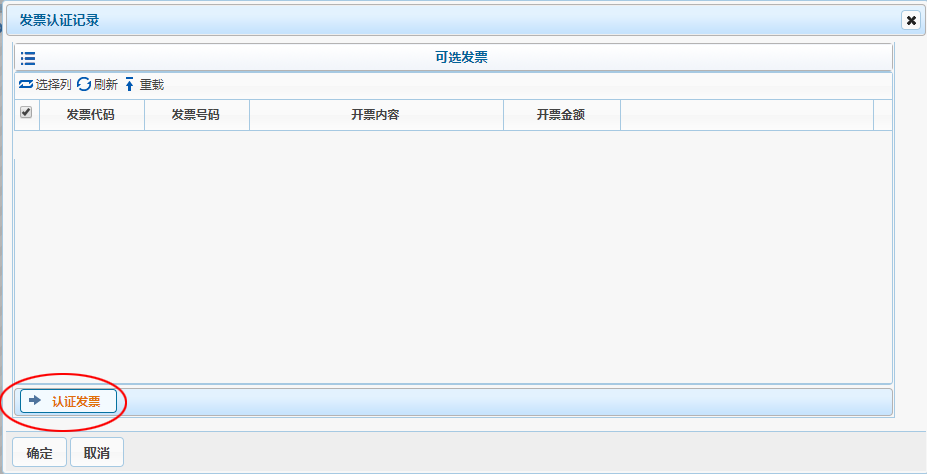 发票认证记录
可选发票
选择列 刷新 重载
发票代码 发票号码 开票内容 开票金额
认证发票
确定 取消